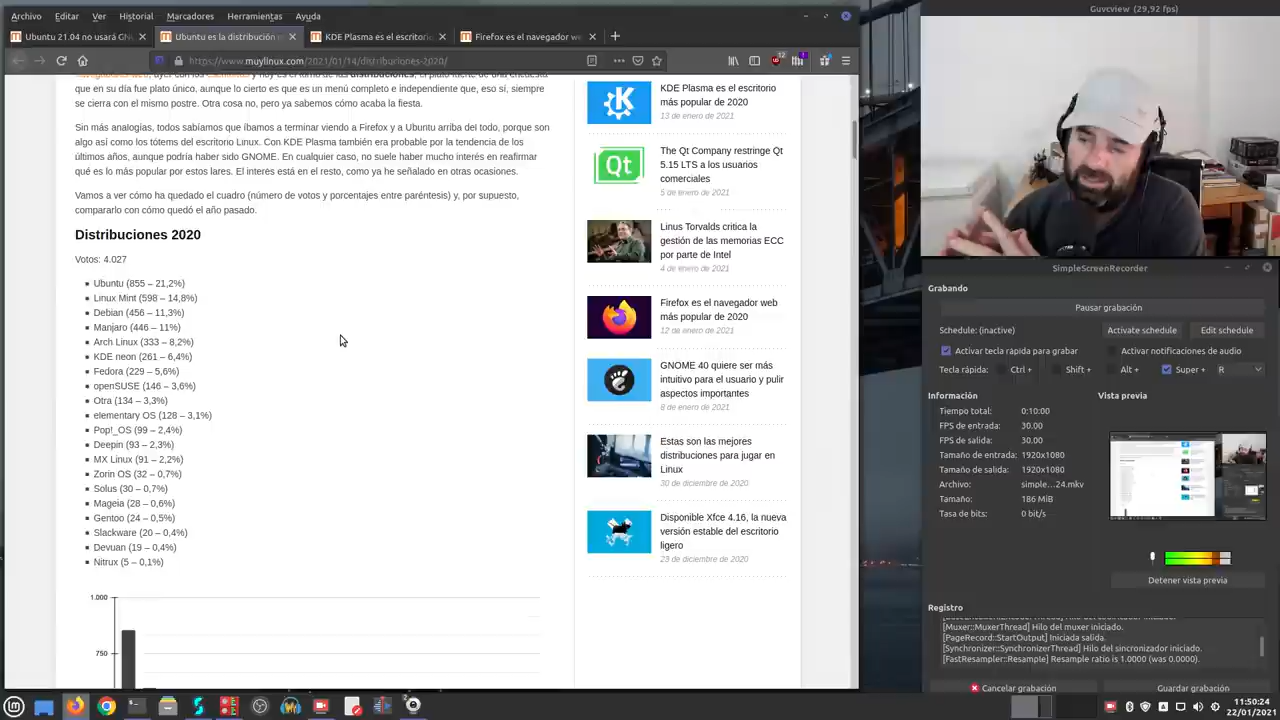 Archivo Editar Ver Historial Marcadores Herramientas Ayuda
Ubuntu 21.04 no usará GN
Ubuntu es la distribución
KDE Plasma es el escritori
Firefox es el navegador we
https://www.muylinux.com/2021/01/14/distribuciones-2020/
que en su día fue plato único, aunque lo cierto es que es un menú completo e independiente que, eso sí, siempre
se cierra con el mismo postre. Otra cosa no, pero ya sabemos cómo acaba la fiesta.
Sin más analogías, todos sabíamos que íbamos a terminar viendo a Firefox y a Ubuntu arriba del todo, porque son
algo así como los tótems del escritorio Linux. Con KDE Plasma también era probable por la tendencia de los
últimos años, aunque podría haber sido GNOME. En cualquier caso, no suele haber mucho interés en reafirmar
qué es lo más popular por estos lares. El interés está en el resto, como ya he señalado en otras ocasiones.
Vamos a ver cómo ha quedado el cuadro (número de votos y porcentajes entre paréntesis) y, por supuesto,
compararlo con cómo quedó el año pasado.
Distribuciones 2020
Votos: 4.027
Ubuntu (855 – 21,2%)
Linux Mint (598 – 14,8%)
Debian (456 – 11,3%)
Manjaro (446 – 11%)
Arch Linux (333 – 8,2%)
KDE neon (261 – 6,4%)
Fedora (229 – 5,6%)
openSUSE (146 – 3,6%)
Otra (134 – 3,3%)
elementary OS (128 – 3,1%)
Pop!_OS (99 – 2,4%)
Deepin (93 – 2,3%)
MX Linux (91 – 2,2%)
Zorin OS (32 – 0,7%)
Solus (30 – 0,7%)
Mageia (28 – 0,6%)
Gentoo (24 – 0,5%)
Slackware (20 – 0,4%)
Devuan (19 – 0,4%)
Nitrux (5 – 0,1%)
1.000
750
KDE Plasma es el escritorio
más popular de 2020
13 de enero de 2021
Qt
The Qt Company restringe Qt
5.15 LTS a los usuarios
comerciales
5 de enero de 2021
Linus Torvalds critica la
gestión de las memorias ECC
por parte de Intel
4 de enero de 2021
Firefox es el navegador web
más popular de 2020
12 de enero de 2021
GNOME 40 quiere ser más
intuitivo para el usuario y pulir
aspectos importantes
8 de enero de 2021
Estas son las mejores
distribuciones para jugar en
Linux
30 de diciembre de 2020
Disponible Xfce 4.16, la nueva
versión estable del escritorio
ligero
23 de diciembre de 2020
Guvcview (29,92 fps)
SimpleScreenRecorder
Grabando
Pausar grabación
Schedule: (inactive) Activate schedule Edit schedule
Activar tecla rápida para grabar Activar notificaciones de audio
Tecla rápida: Ctrl + Shift + Alt + Super + R
Información
Tiempo total: 0:10:00
FPS de entrada: 30.00
FPS de salida: 30.00
Tamaño de entrada: 1920x1080
Tamaño de salida: 1920x1080
Archivo: simple...24.mkv
Tamaño: 186 MiB
Tasa de bits: 0 bit/s
Vista previa
Detener vista previa
Registro
[Muxer::MuxerThread] Hilo del muxer iniciado.
[PageRecord::StartOutput] Iniciada salida.
[Synchronizer::SynchronizerThread] Hilo del sincronizador iniciado.
[FastResampler::Resample] Resample ratio is 1.0000 (was 0.0000).
Cancelar grabación Guardar grabación
11:50:24
22/01/2021